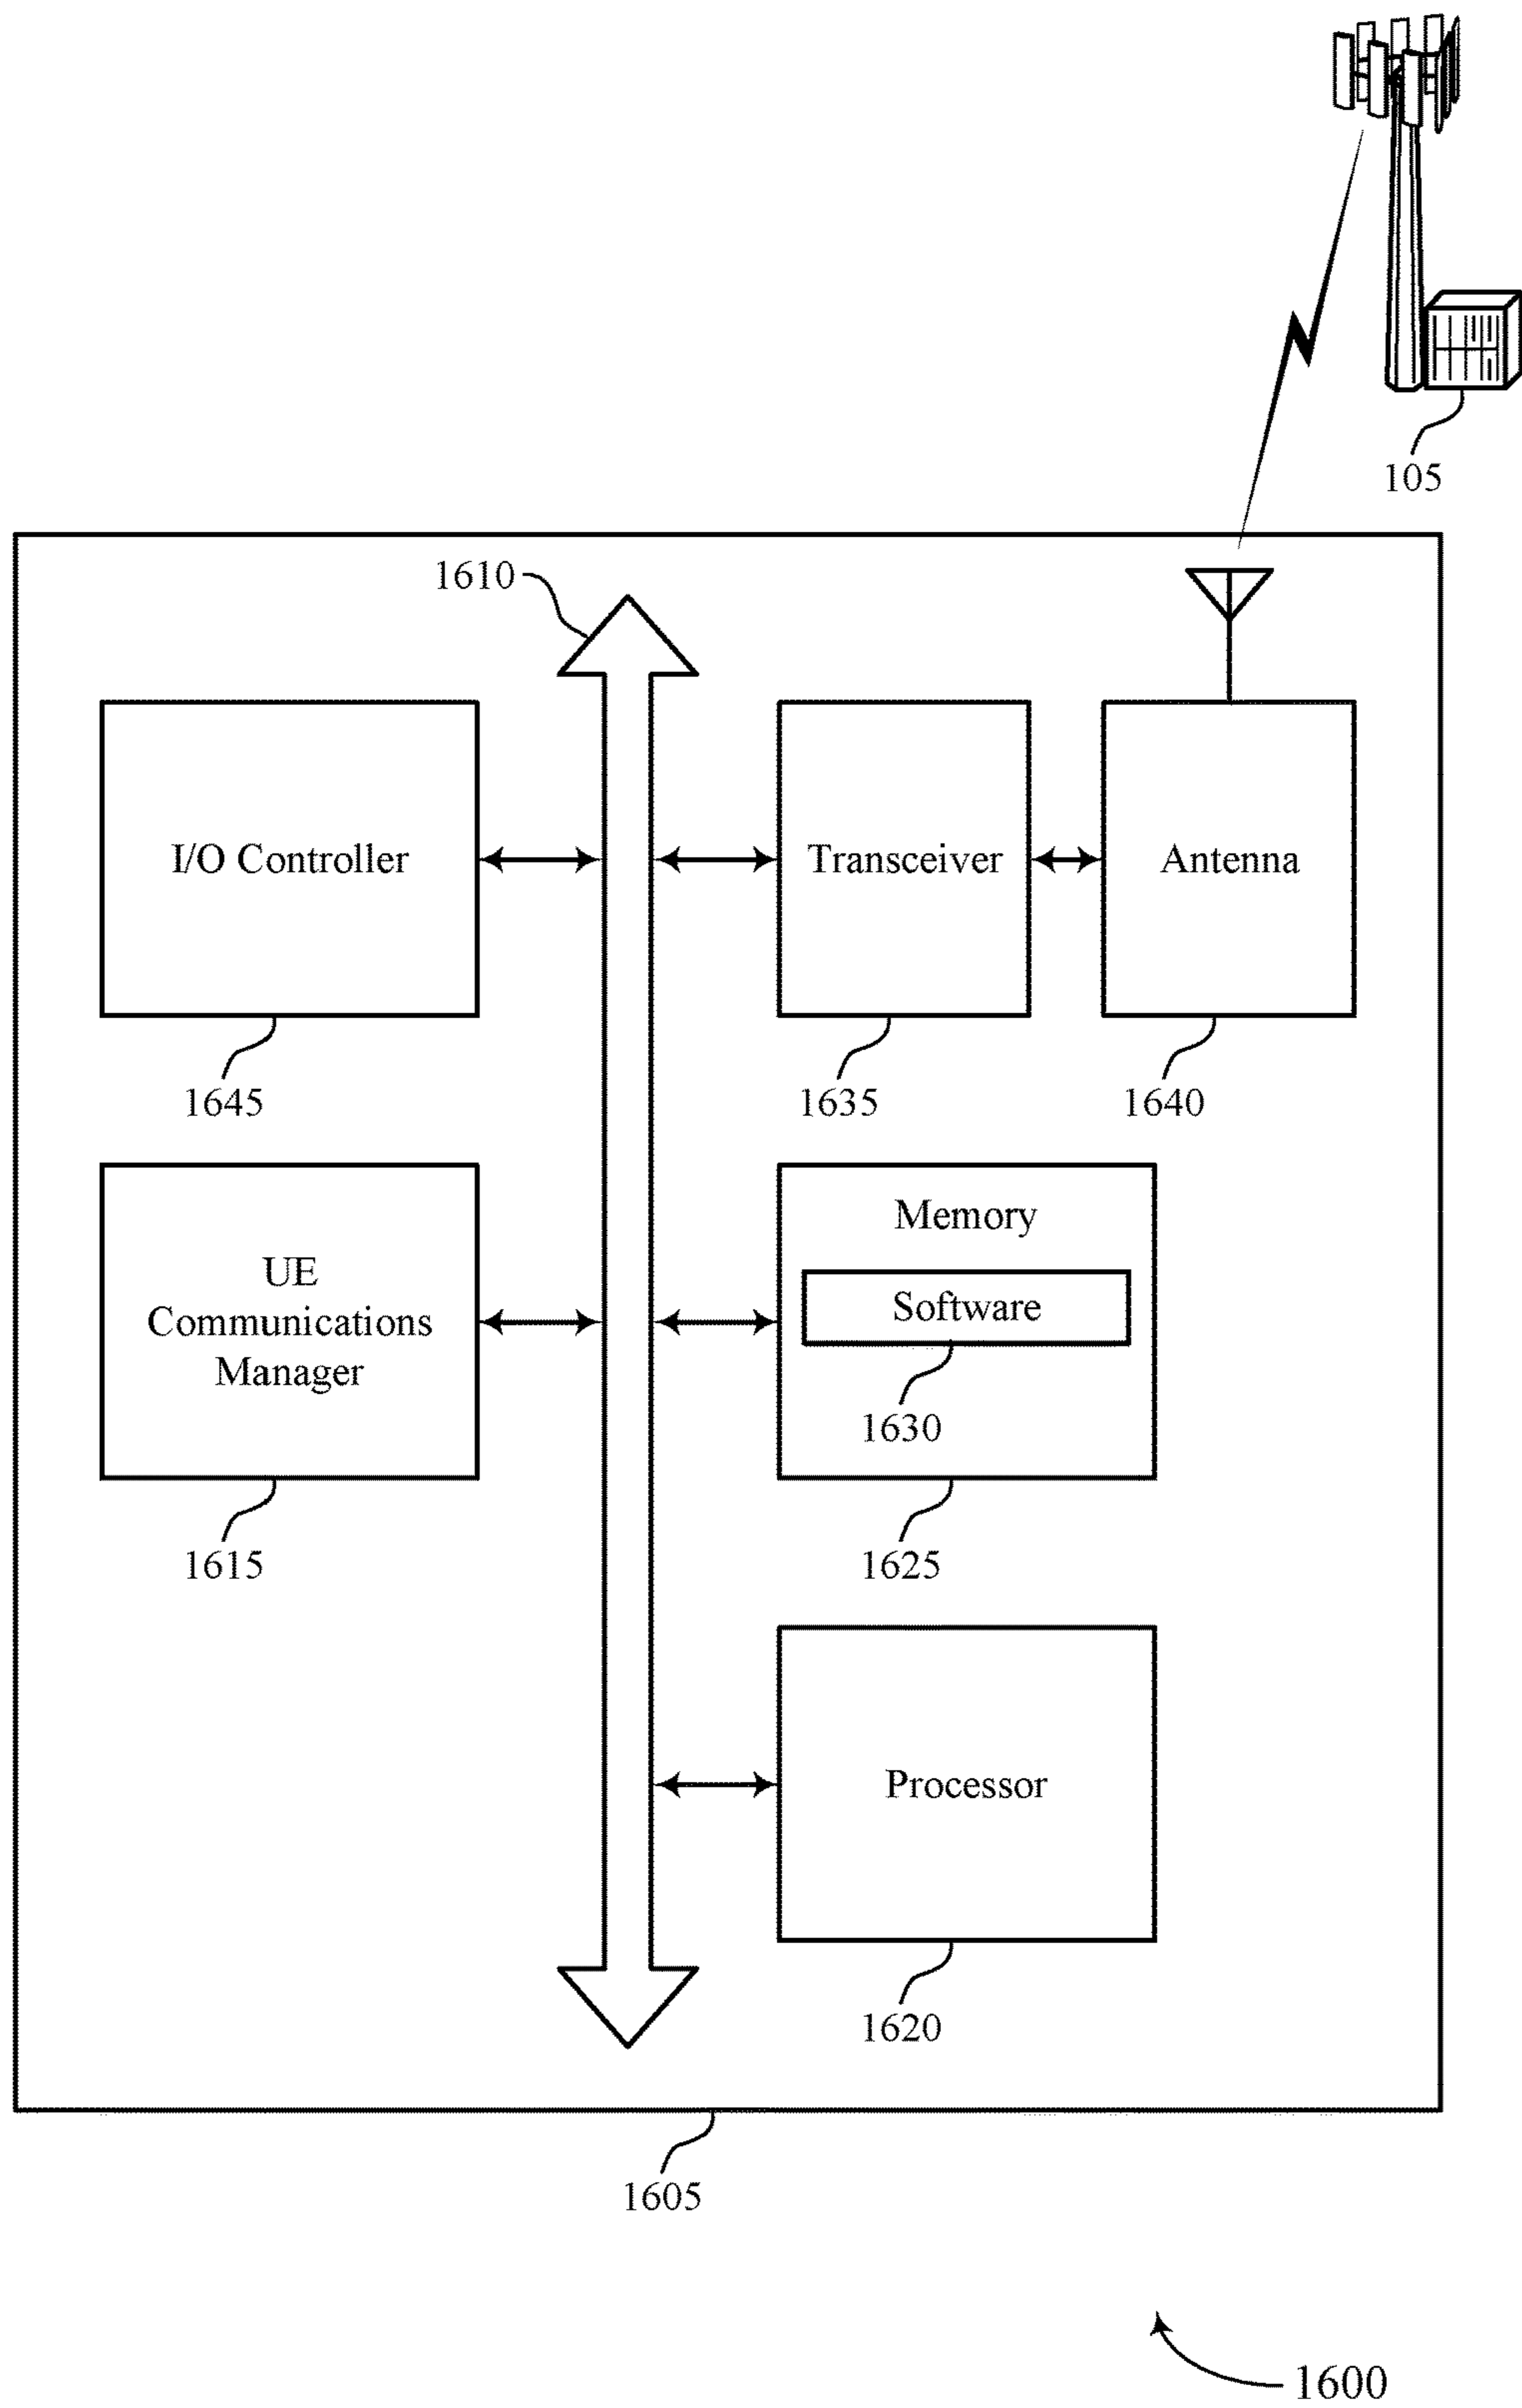 105
1610
I/O Controller
Transceiver
Antenna
1645
1635
1640
UE
Communications
Manager
Memory
Software
1630
1615
1625
Processor
1620
1605
1600